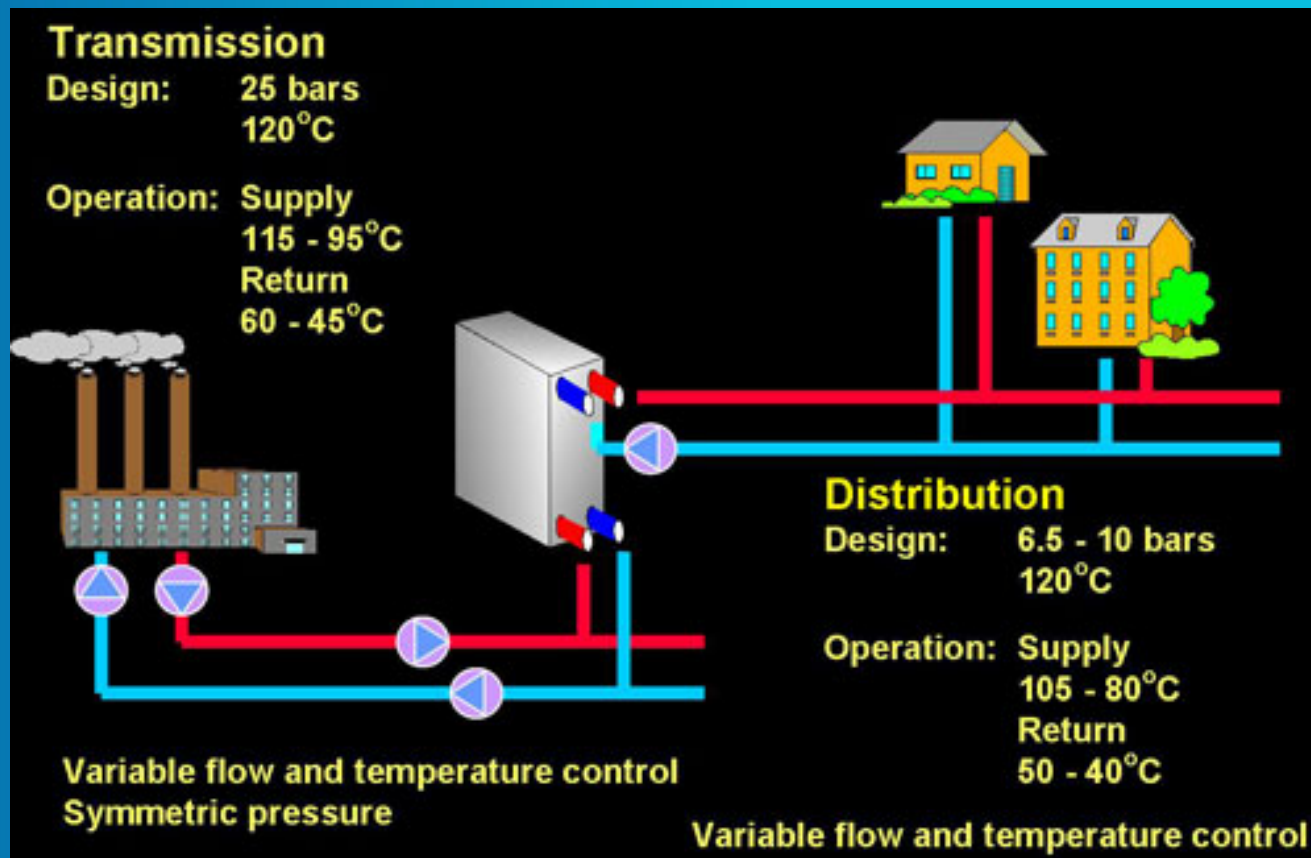 Transmission
Design: 25 bars
120°C
Operation: Supply
115 - 95°C
Return
60 - 45°C
Distribution
Design: 6.5 - 10 bars
120°C
Operation: Supply
105 - 80°C
Return
50 - 40°C
Variable flow and temperature control
Symmetric pressure
Variable flow and temperature control